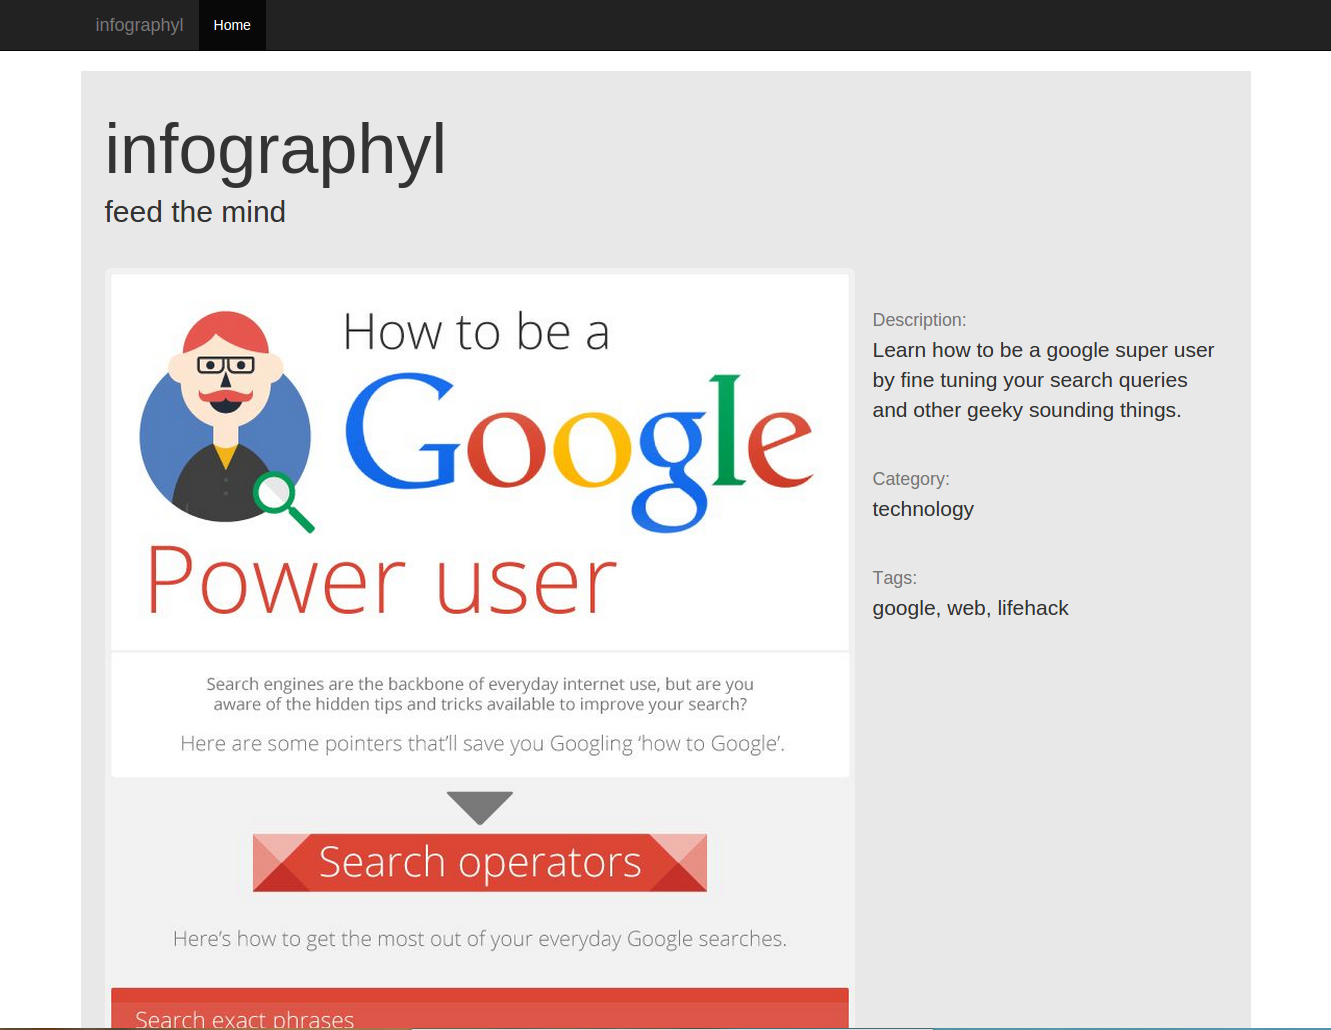 infographyl Home
infographyl
feed the mind
How to be a
Google
Power user
Search engines are the backbone of everyday internet use, but are you
aware of the hidden tips and tricks available to improve your search?
Here are some pointers that'll save you Googling 'how to Google'.
Search operators
Here's how to get the most out of your everyday Google searches.
Search exact phrases
Description:
Learn how to be a google super user
by fine tuning your search queries
and other geeky sounding things.
Category:
technology
Tags:
google, web, lifehack